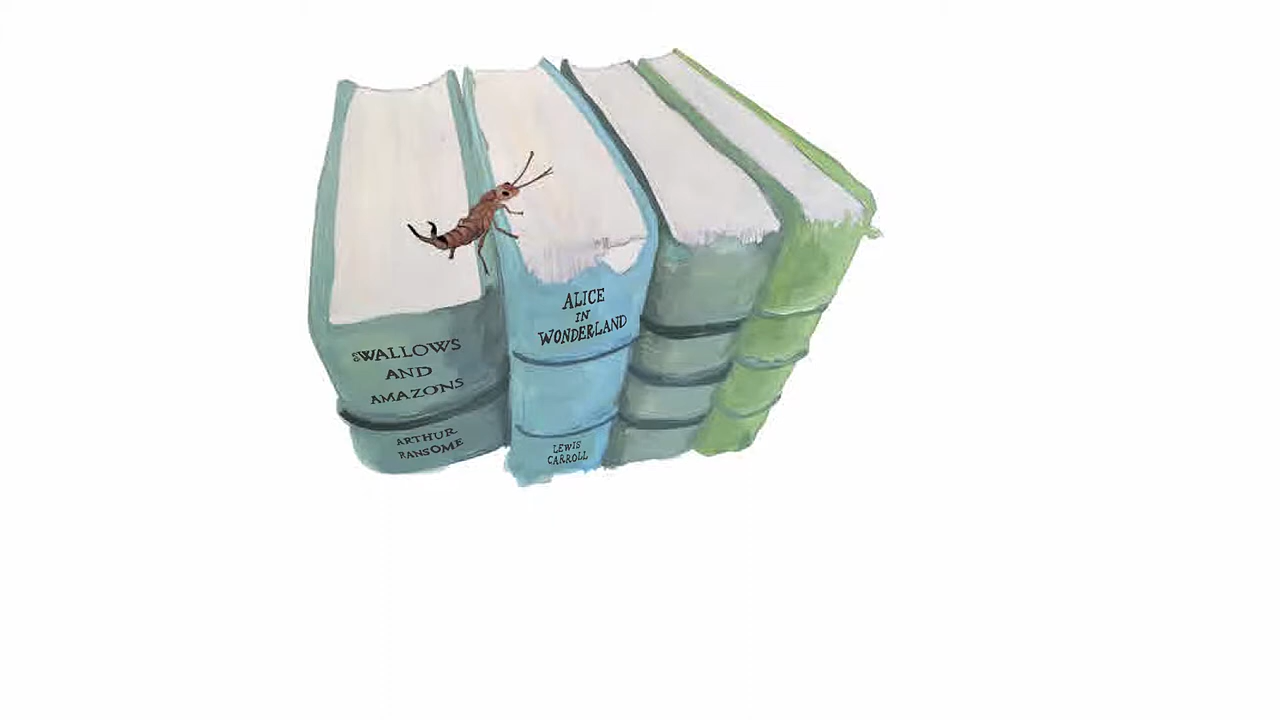 SWALLOWS
AND
AMAZONS
ARTHUR
RANSOME
ALICE
IN
WONDERLAND
LEWIS
CARROLL